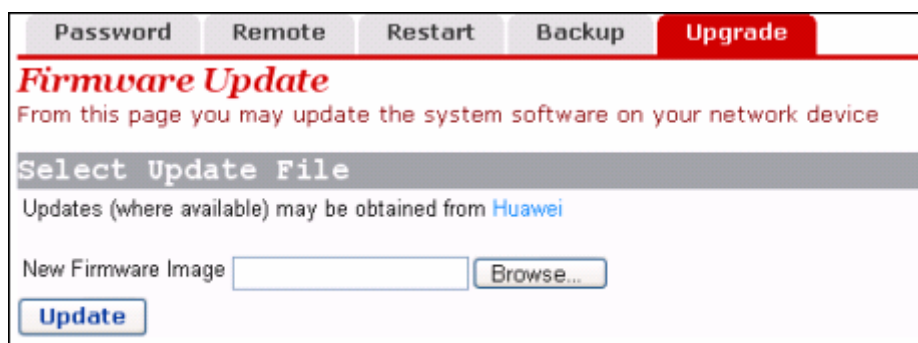 Password Remote Restart Backup Upgrade
Firmware Update
From this page you may update the system software on your network device
Select Update File
Updates (where available) may be obtained from Huawei
New Firmware Image Browse...
Update